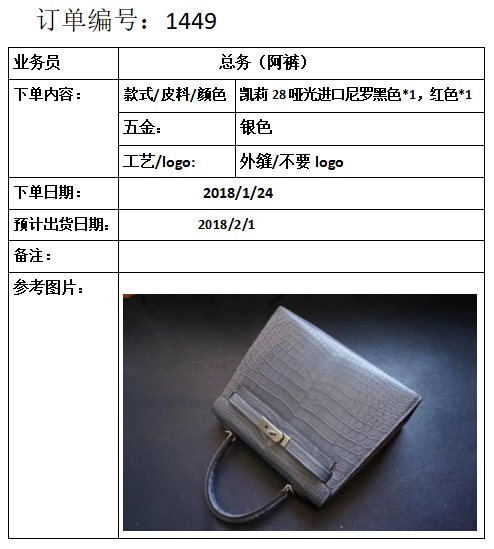 订单编号：1449
业务员 总务（阿裤）
下单内容： 款式/皮料/颜色 凯莉 28 哑光进口尼罗黑色*1，红色*1
五金： 银色
工艺/logo: 外缝/不要 logo
下单日期： 2018/1/24
预计出货日期： 2018/2/1
备注：
参考图片：